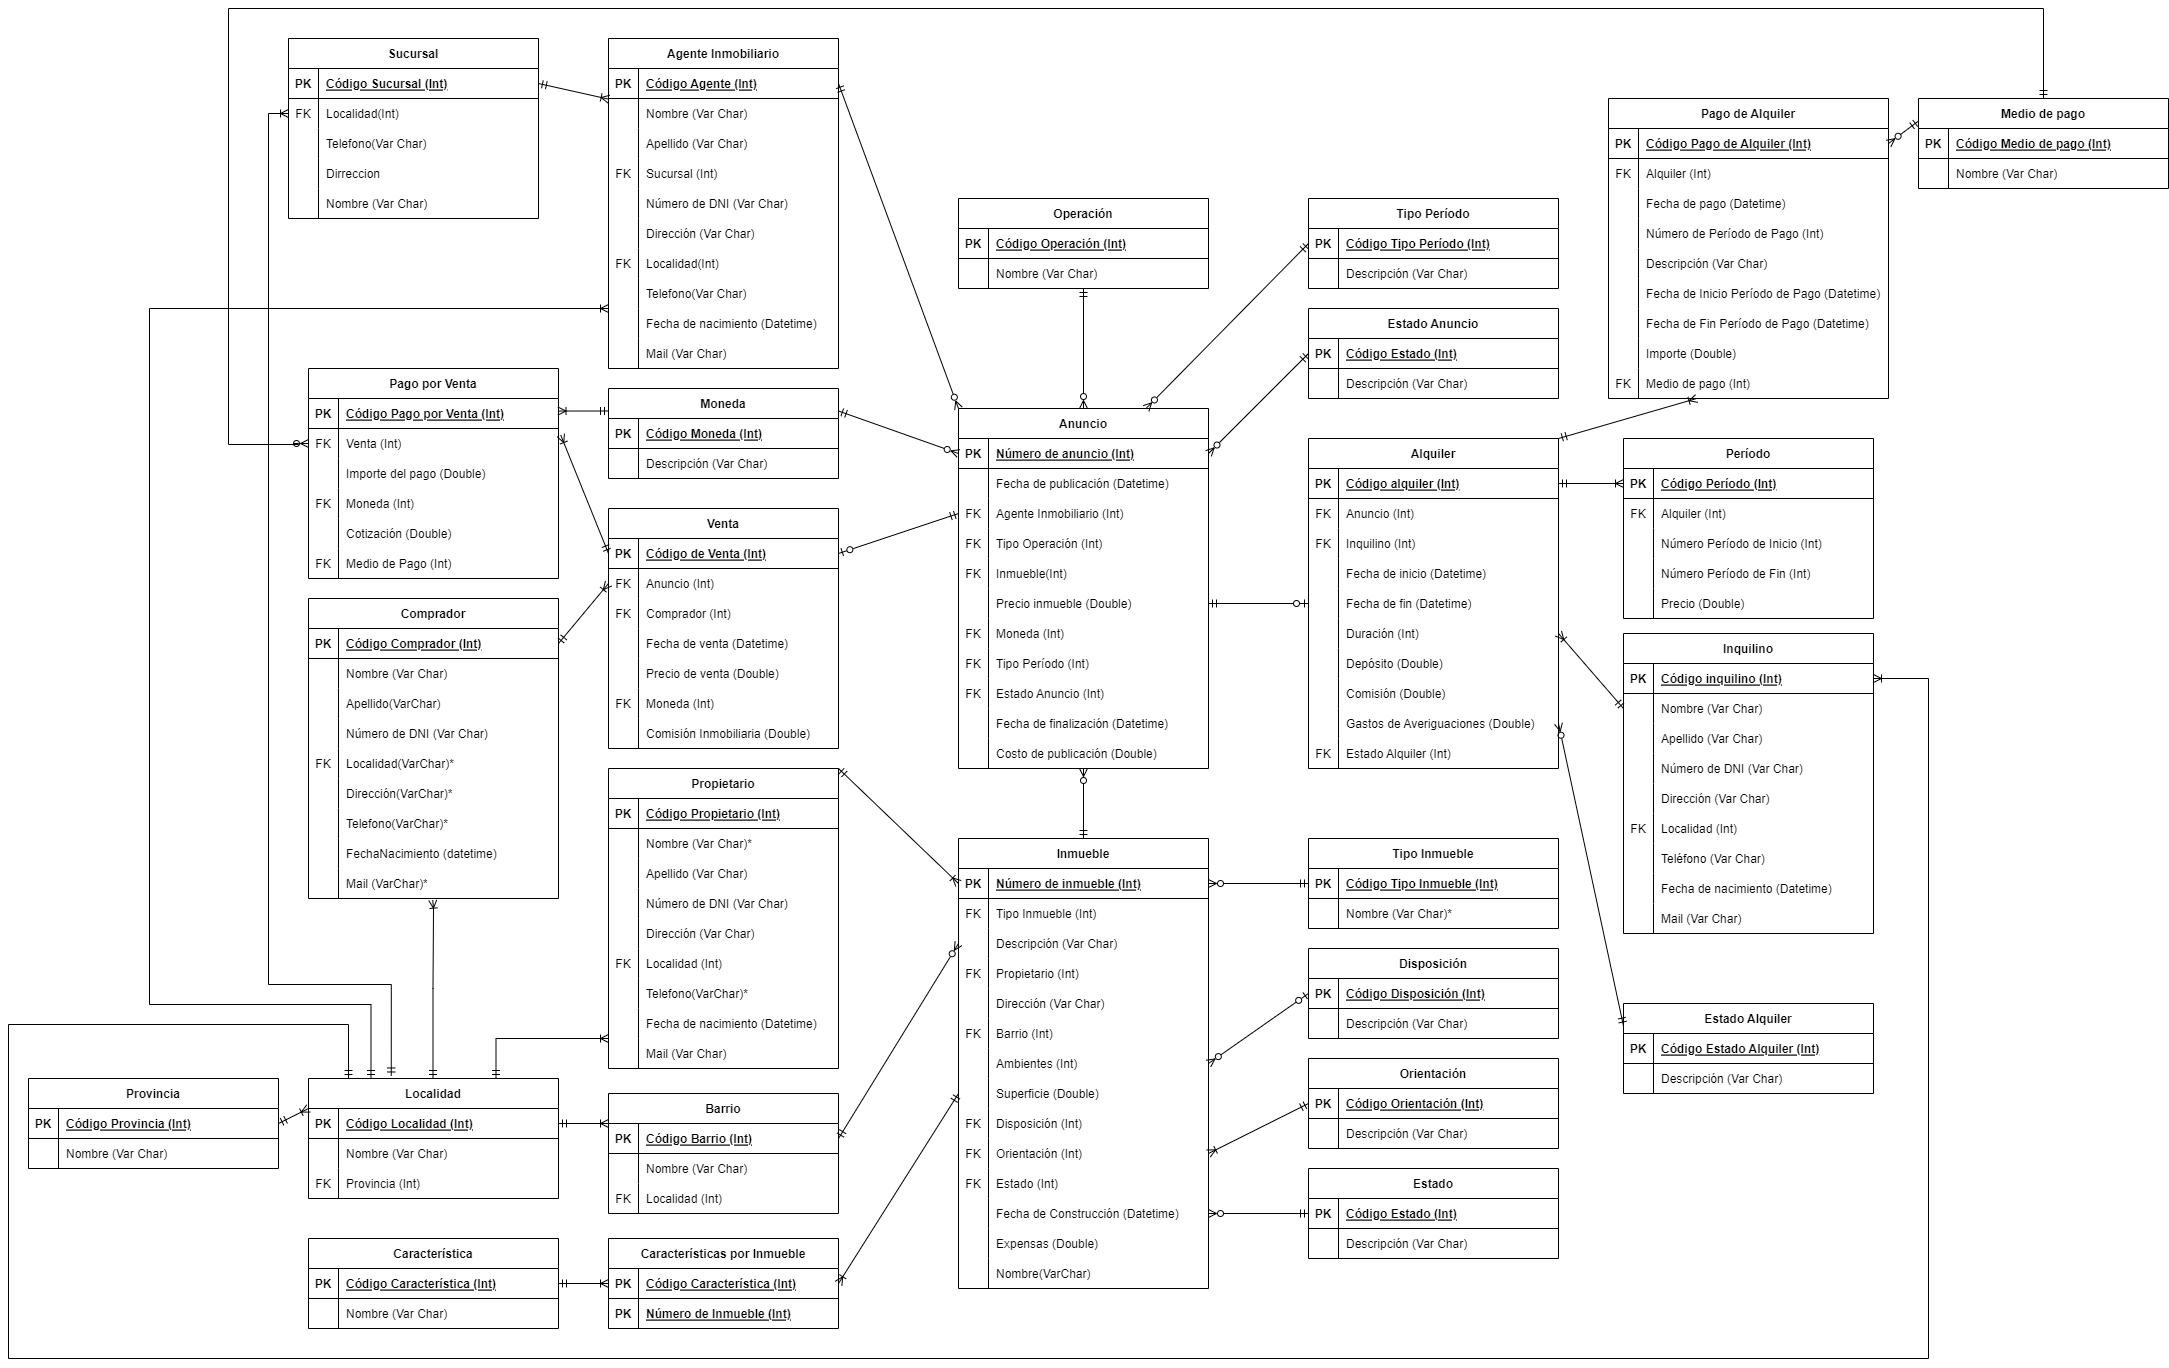 Sucursal
PK Código Sucursal (Int)
FK Localidad(Int)
Telefono(Var Char)
Dirreccion
Nombre (Var Char)
Agente Inmobiliario
PK Código Agente (Int)
Nombre (Var Char)
Apellido (Var Char)
FK Sucursal (Int)
Número de DNI (Var Char)
Dirección (Var Char)
FK Localidad(Int)
Telefono(Var Char)
Fecha de nacimiento (Datetime)
Mail (Var Char)
Operación
PK Código Operación (Int)
Nombre (Var Char)
Tipo Período
PK Código Tipo Período (Int)
Descripción (Var Char)
Estado Anuncio
PK Código Estado (Int)
Descripción (Var Char)
Pago de Alquiler
PK Código Pago de Alquiler (Int)
FK Alquiler (Int)
Fecha de pago (Datetime)
Número de Período de Pago (Int)
Descripción (Var Char)
Fecha de Inicio Período de Pago (Datetime)
Fecha de Fin Período de Pago (Datetime)
Importe (Double)
FK Medio de pago (Int)
Medio de pago
PK Código Medio de pago (Int)
Nombre (Var Char)
Pago por Venta
PK Código Pago por Venta (Int)
FK Venta (Int)
Importe del pago (Double)
FK Moneda (Int)
Cotización (Double)
FK Medio de Pago (Int)
Moneda
PK Código Moneda (Int)
Descripción (Var Char)
Venta
PK Código de Venta (Int)
FK Anuncio (Int)
FK Comprador (Int)
Fecha de venta (Datetime)
Precio de venta (Double)
FK Moneda (Int)
Comisión Inmobiliaria (Double)
Anuncio
PK Número de anuncio (Int)
Fecha de publicación (Datetime)
FK Agente Inmobiliario (Int)
FK Tipo Operación (Int)
FK Inmueble(Int)
Precio inmueble (Double)
FK Moneda (Int)
FK Tipo Período (Int)
FK Estado Anuncio (Int)
Fecha de finalización (Datetime)
Costo de publicación (Double)
Alquiler
PK Código alquiler (Int)
FK Anuncio (Int)
FK Inquilino (Int)
Fecha de inicio (Datetime)
Fecha de fin (Datetime)
Duración (Int)
Depósito (Double)
Comisión (Double)
Gastos de Averiguaciones (Double)
FK Estado Alquiler (Int)
Período
PK Código Período (Int)
FK Alquiler (Int)
Número Período de Inicio (Int)
Número Período de Fin (Int)
Precio (Double)
Comprador
PK Código Comprador (Int)
Nombre (Var Char)
Apellido(VarChar)
Número de DNI (Var Char)
FK Localidad(VarChar)*
Dirección(VarChar)*
Telefono(VarChar)*
FechaNacimiento (datetime)
Mail (VarChar)*
Inquilino
PK Código inquilino (Int)
Nombre (Var Char)
Apellido (Var Char)
Número de DNI (Var Char)
Dirección (Var Char)
FK Localidad (Int)
Teléfono (Var Char)
Fecha de nacimiento (Datetime)
Mail (Var Char)
Propietario
PK Código Propietario (Int)
Nombre (Var Char)*
Apellido (Var Char)
Número de DNI (Var Char)
Dirección (Var Char)
FK Localidad (Int)
Telefono(VarChar)*
Fecha de nacimiento (Datetime)
Mail (Var Char)
Inmueble
PK Número de inmueble (Int)
FK Tipo Inmueble (Int)
Descripción (Var Char)
FK Propietario (Int)
Dirección (Var Char)
FK Barrio (Int)
Ambientes (Int)
Superficie (Double)
FK Disposición (Int)
FK Orientación (Int)
FK Estado (Int)
Fecha de Construcción (Datetime)
Expensas (Double)
Nombre(VarChar)
Tipo Inmueble
PK Código Tipo Inmueble (Int)
Nombre (Var Char)*
Disposición
PK Código Disposición (Int)
Descripción (Var Char)
Orientación
PK Código Orientación (Int)
Descripción (Var Char)
Estado
PK Código Estado (Int)
Descripción (Var Char)
Estado Alquiler
PK Código Estado Alquiler (Int)
Descripción (Var Char)
Provincia
PK Código Provincia (Int)
Nombre (Var Char)
Localidad
PK Código Localidad (Int)
Nombre (Var Char)
FK Provincia (Int)
Barrio
PK Código Barrio (Int)
Nombre (Var Char)
FK Localidad (Int)
Característica
PK Código Característica (Int)
Nombre (Var Char)
Características por Inmueble
PK Código Característica (Int)
PK Número de Inmueble (Int)